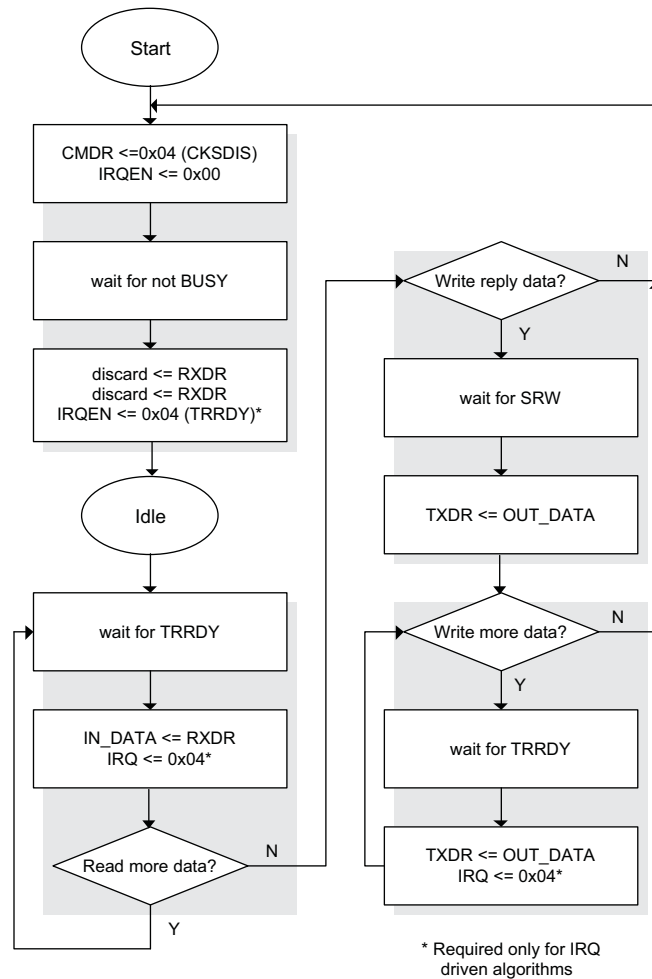 Start
CMDR <=0x04 (CKSDIS)
IRQEN <= 0x00
wait for not BUSY
discard <= RXDR
discard <= RXDR
IRQEN <= 0x04 (TRRDY)*
Idle
wait for TRRDY
IN_DATA <= RXDR
IRQ <= 0x04*
Read more data?
N
Y
Write reply data?
N
Y
wait for SRW
TXDR <= OUT_DATA
Write more data?
N
Y
wait for TRRDY
TXDR <= OUT_DATA
IRQ <= 0x04*
* Required only for IRQ
driven algorithms